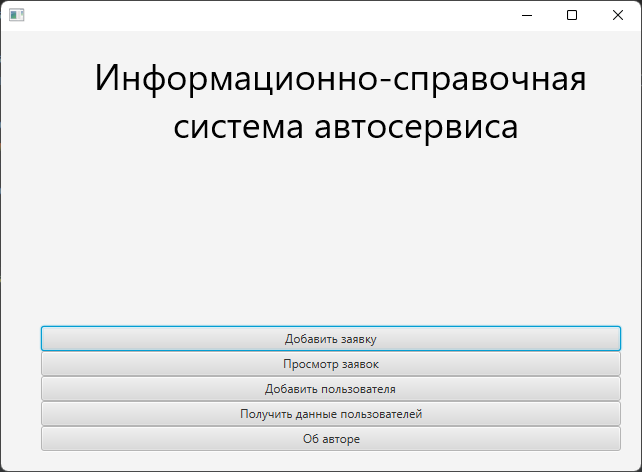 Информационно-справочная
система автосервиса
Добавить заявку
Просмотр заявок
Добавить пользователя
Получить данные пользователей
Об авторе